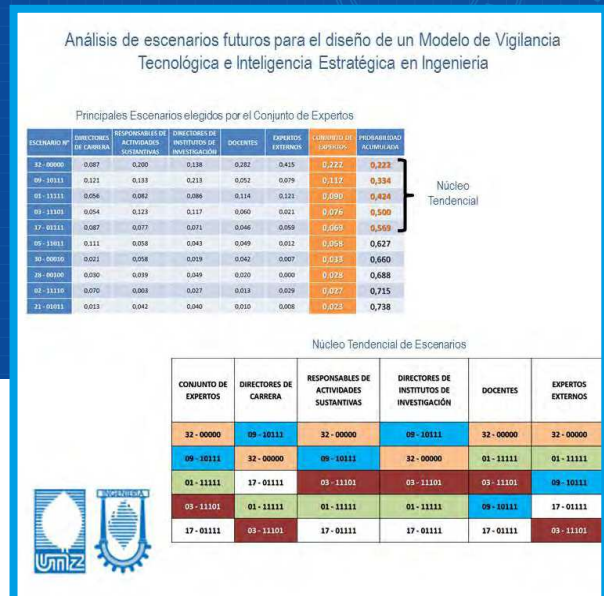 Análisis de escenarios futuros para el diseño de un Modelo de Vigilancia
Tecnológica e Inteligencia Estratégica en Ingeniería
Principales Escenarios elegidos por el Conjunto de Expertos
ESCENARIO N° DIRECTORES DE CARRERA RESPONSABLES DE ACTIVIDADES SUSTANTIVAS DIRECTORES DE INSTITUTOS DE INVESTIGACIÓN DOCENTES EXPERTOS EXTERNOS CONJUNTO DE EXPERTOS PROBABILIDAD ACUMULADA
32 - 00000 0,087 0,200 0,138 0,282 0,415 0,222 0,222
09 - 10111 0,121 0,133 0,213 0,052 0,079 0,112 0,334
01 - 11111 0,056 0,082 0,086 0,114 0,121 0,090 0,424
03 - 11101 0,054 0,123 0,117 0,060 0,021 0,076 0,500
17 - 01111 0,087 0,077 0,071 0,046 0,059 0,069 0,569
05 - 11011 0,111 0,058 0,043 0,049 0,012 0,058 0,627
30 - 00010 0,021 0,058 0,019 0,042 0,007 0,033 0,660
28 - 00100 0,030 0,039 0,049 0,020 0,000 0,028 0,688
02 - 11110 0,070 0,003 0,027 0,013 0,029 0,027 0,715
21 - 01011 0,013 0,042 0,040 0,010 0,008 0,023 0,738
Núcleo
Tendencial
Núcleo Tendencial de Escenarios
CONJUNTO DE EXPERTOS DIRECTORES DE CARRERA RESPONSABLES DE ACTIVIDADES SUSTANTIVAS DIRECTORES DE INSTITUTOS DE INVESTIGACIÓN DOCENTES EXPERTOS EXTERNOS
32 - 00000 09 - 10111 32 - 00000 09 - 10111 32 - 00000 32 - 00000
09 - 10111 32 - 00000 09 - 10111 32 - 00000 01 - 11111 01 - 11111
01 - 11111 17 - 01111 03 - 11101 03 - 11101 03 - 11101 09 - 10111
03 - 11101 01 - 11111 01 - 11111 01 - 11111 09 - 10111 17 - 01111
17 - 01111 03 - 11101 17 - 01111 17 - 01111 17 - 01111 03 - 11101
INGENIERIA